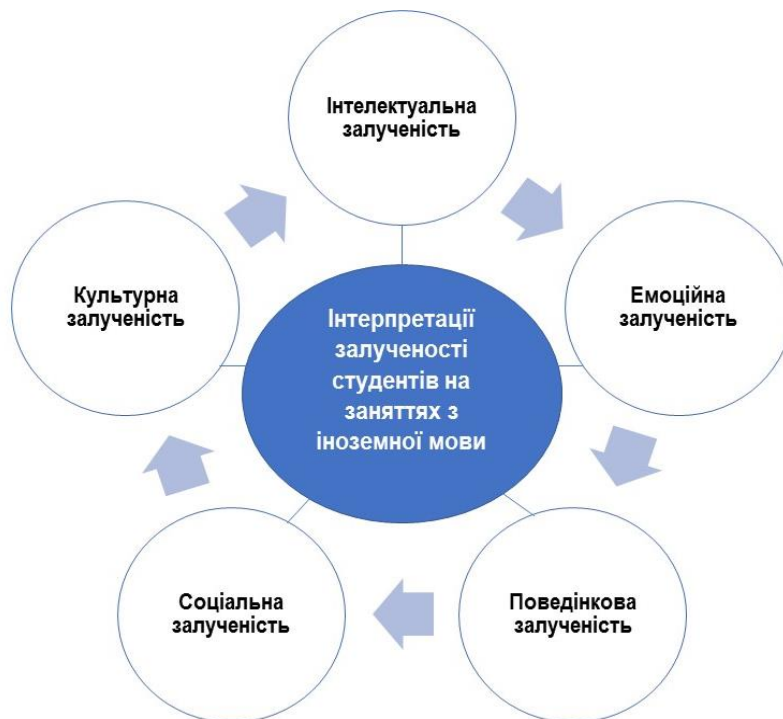 Інтелектуальна
залученість
Емоційна
залученість
Поведінкова
залученість
Соціальна
залученість
Культурна
залученість
Інтерпретації
залученості
студентів на
заняттях з
іноземної мови